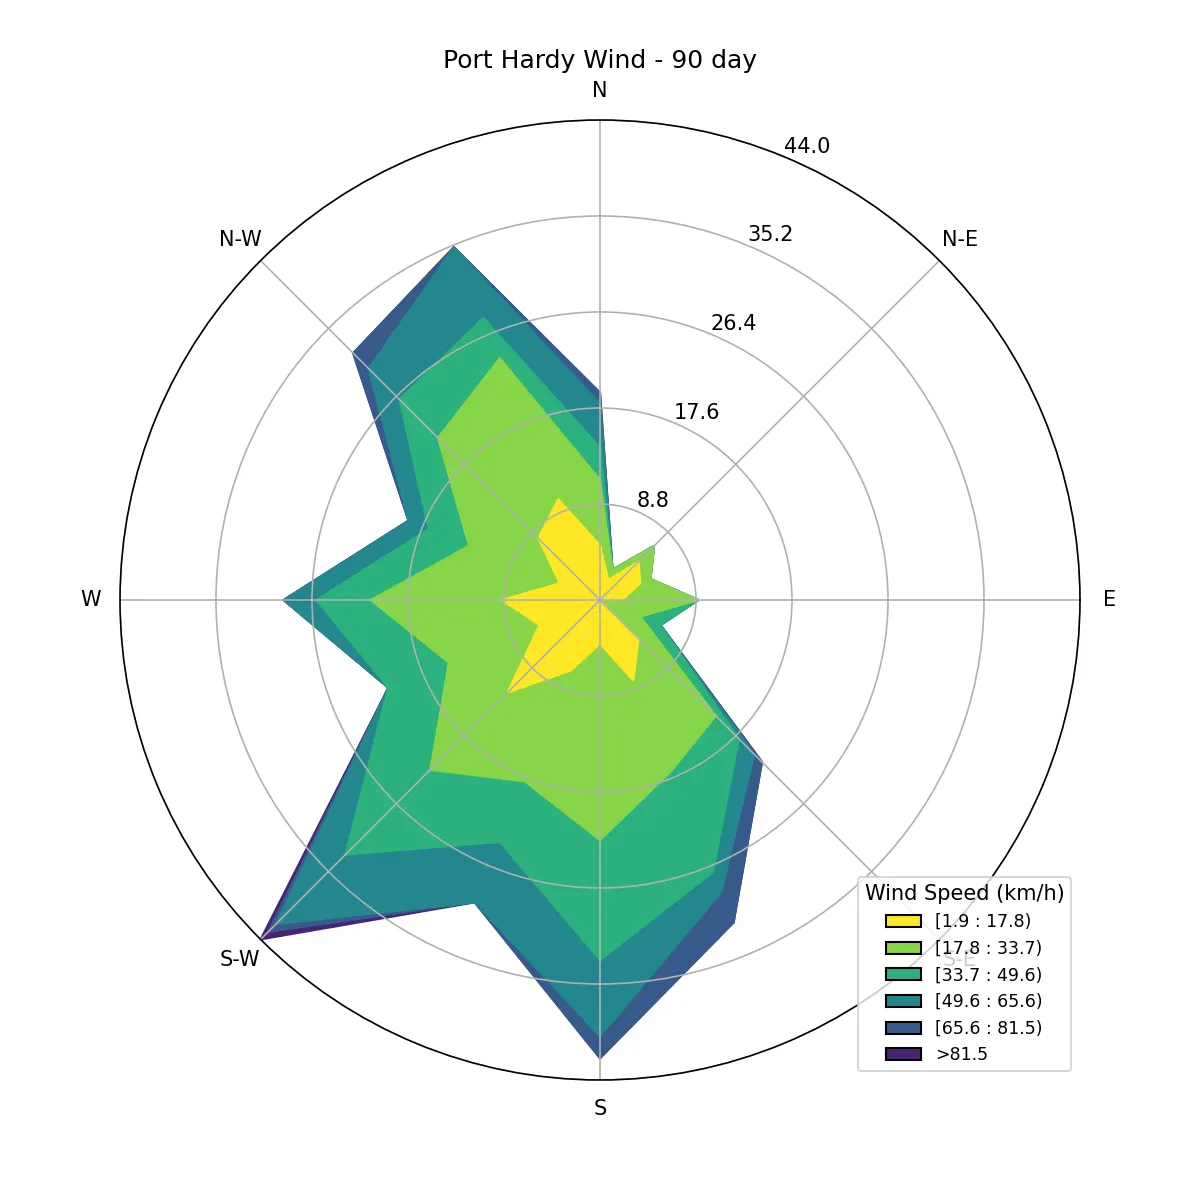 Port Hardy Wind - 90 day
N
44.0
N-W
35.2
N-E
26.4
17.6
8.8
W
E
Wind Speed (km/h)
[1.9 : 17.8)
[17.8 : 33.7)
S-W
S-E
[33.7 : 49.6)
[49.6 : 65.6)
[65.6 : 81.5)
>81.5
S